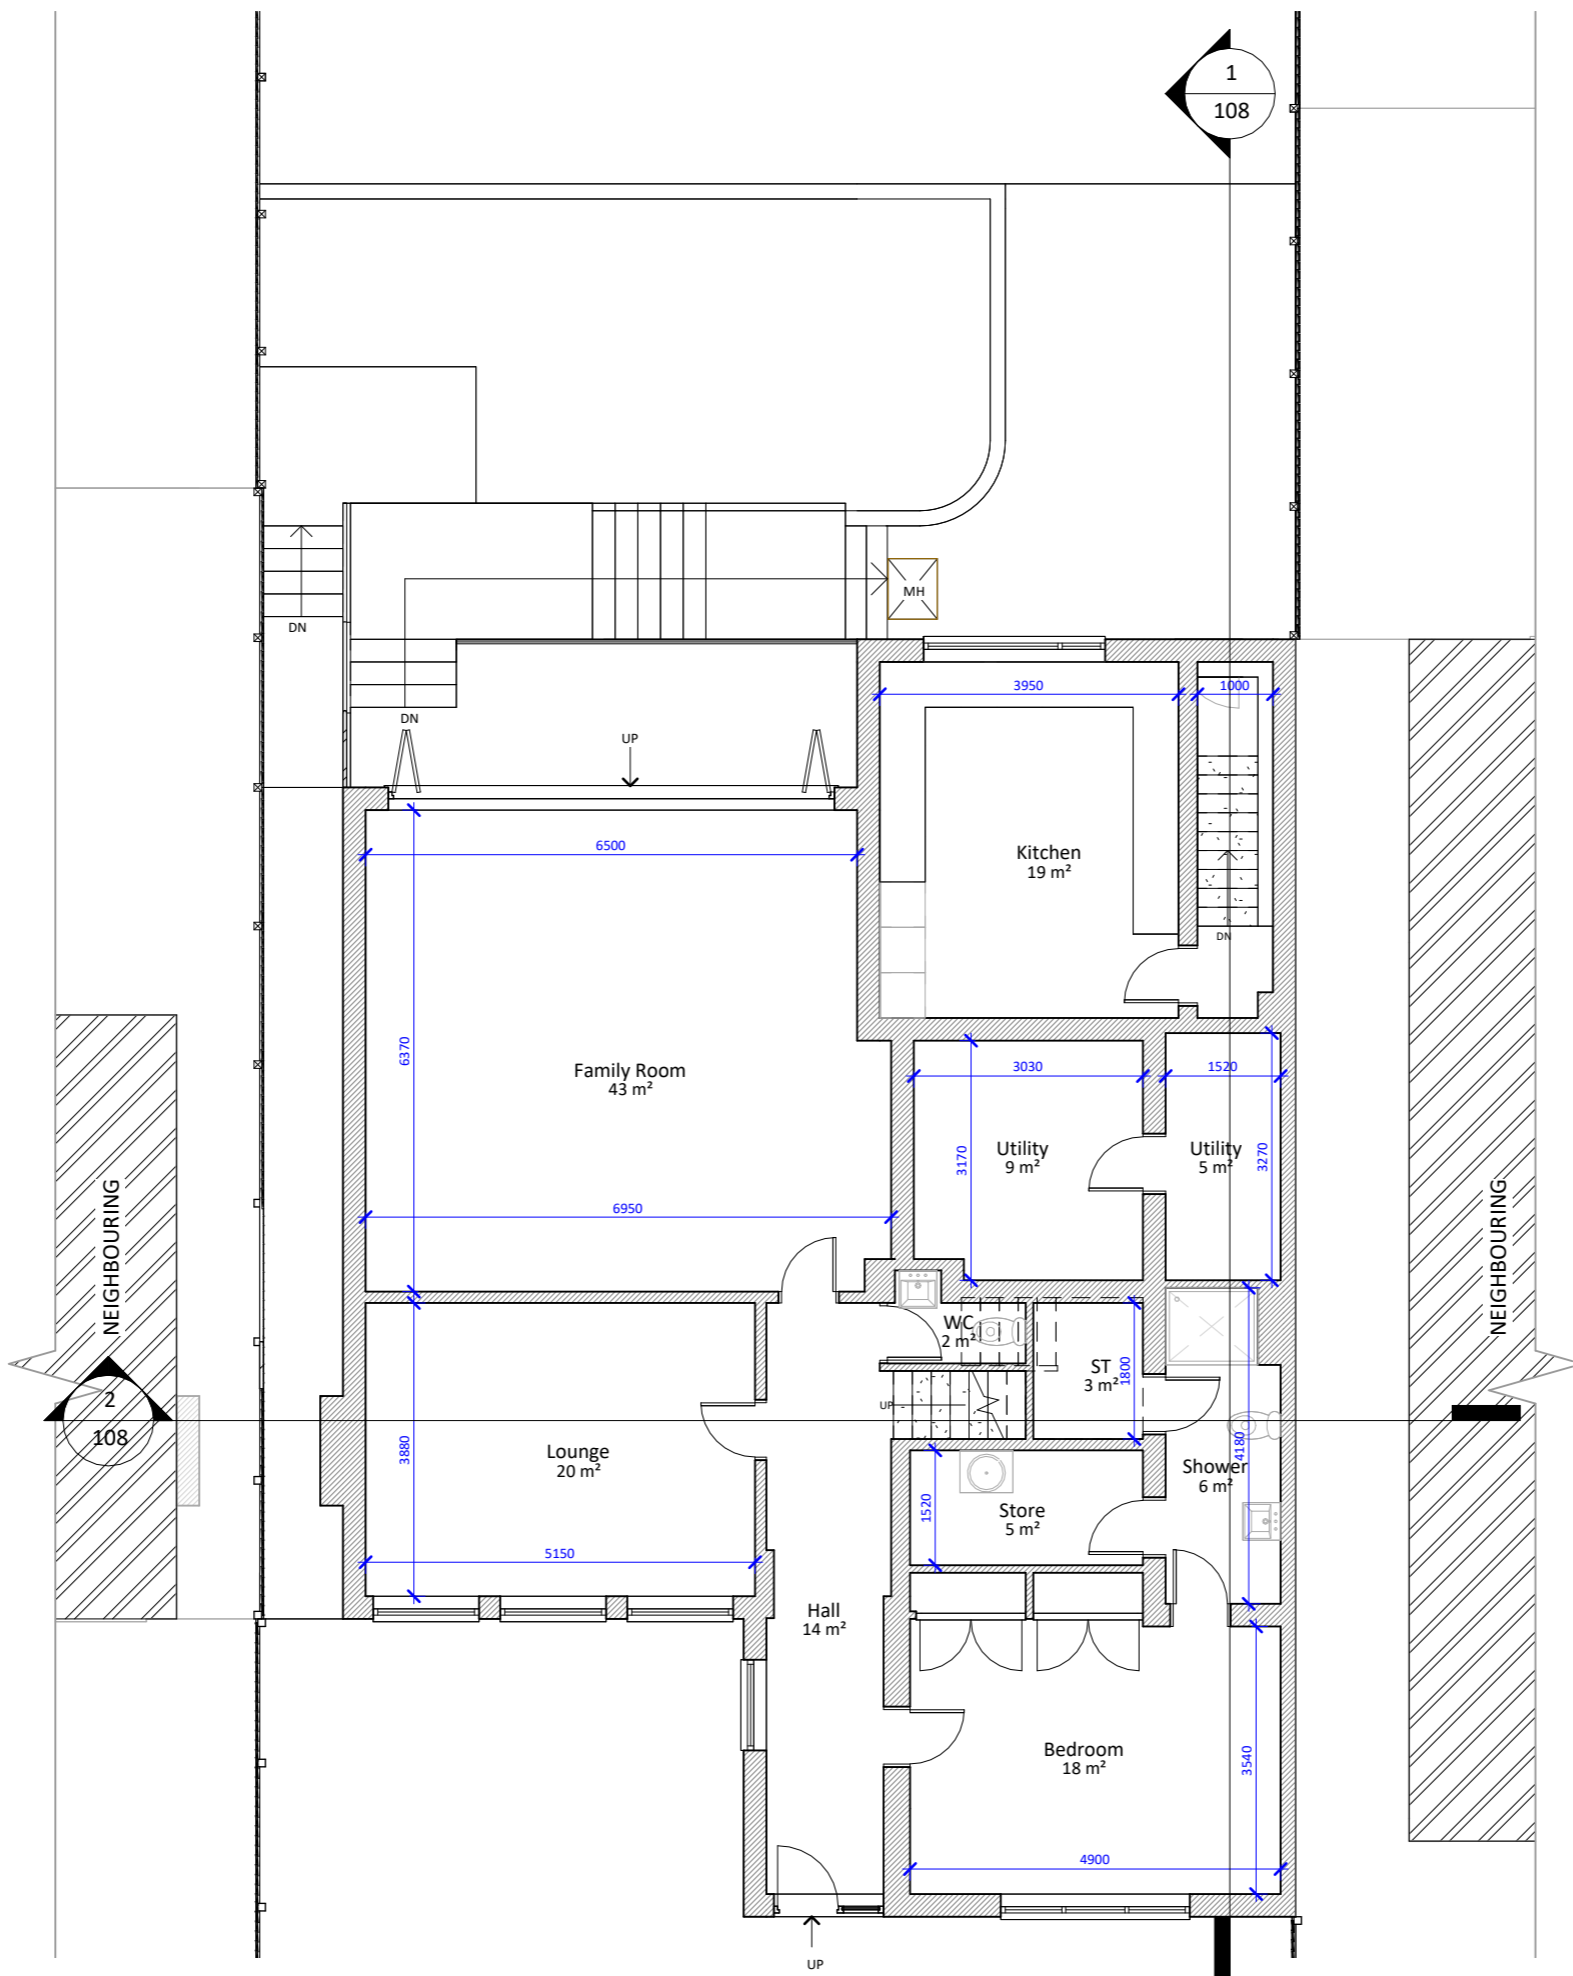 1
108
MH
DN
DN
UP
3950
1000
6500
Kitchen
19 m²
DN
6370
Family Room
43 m²
3030
1520
3170
Utility
9 m²
Utility
5 m²
3270
NEIGHBOURING
NEIGHBOURING
6950
WC
2 m²
ST
3 m²
1800
UP
2
108
3880
Lounge
20 m²
4180
Shower
6 m²
1520
Store
5 m²
5150
Hall
14 m²
Bedroom
18 m²
3540
4900
UP